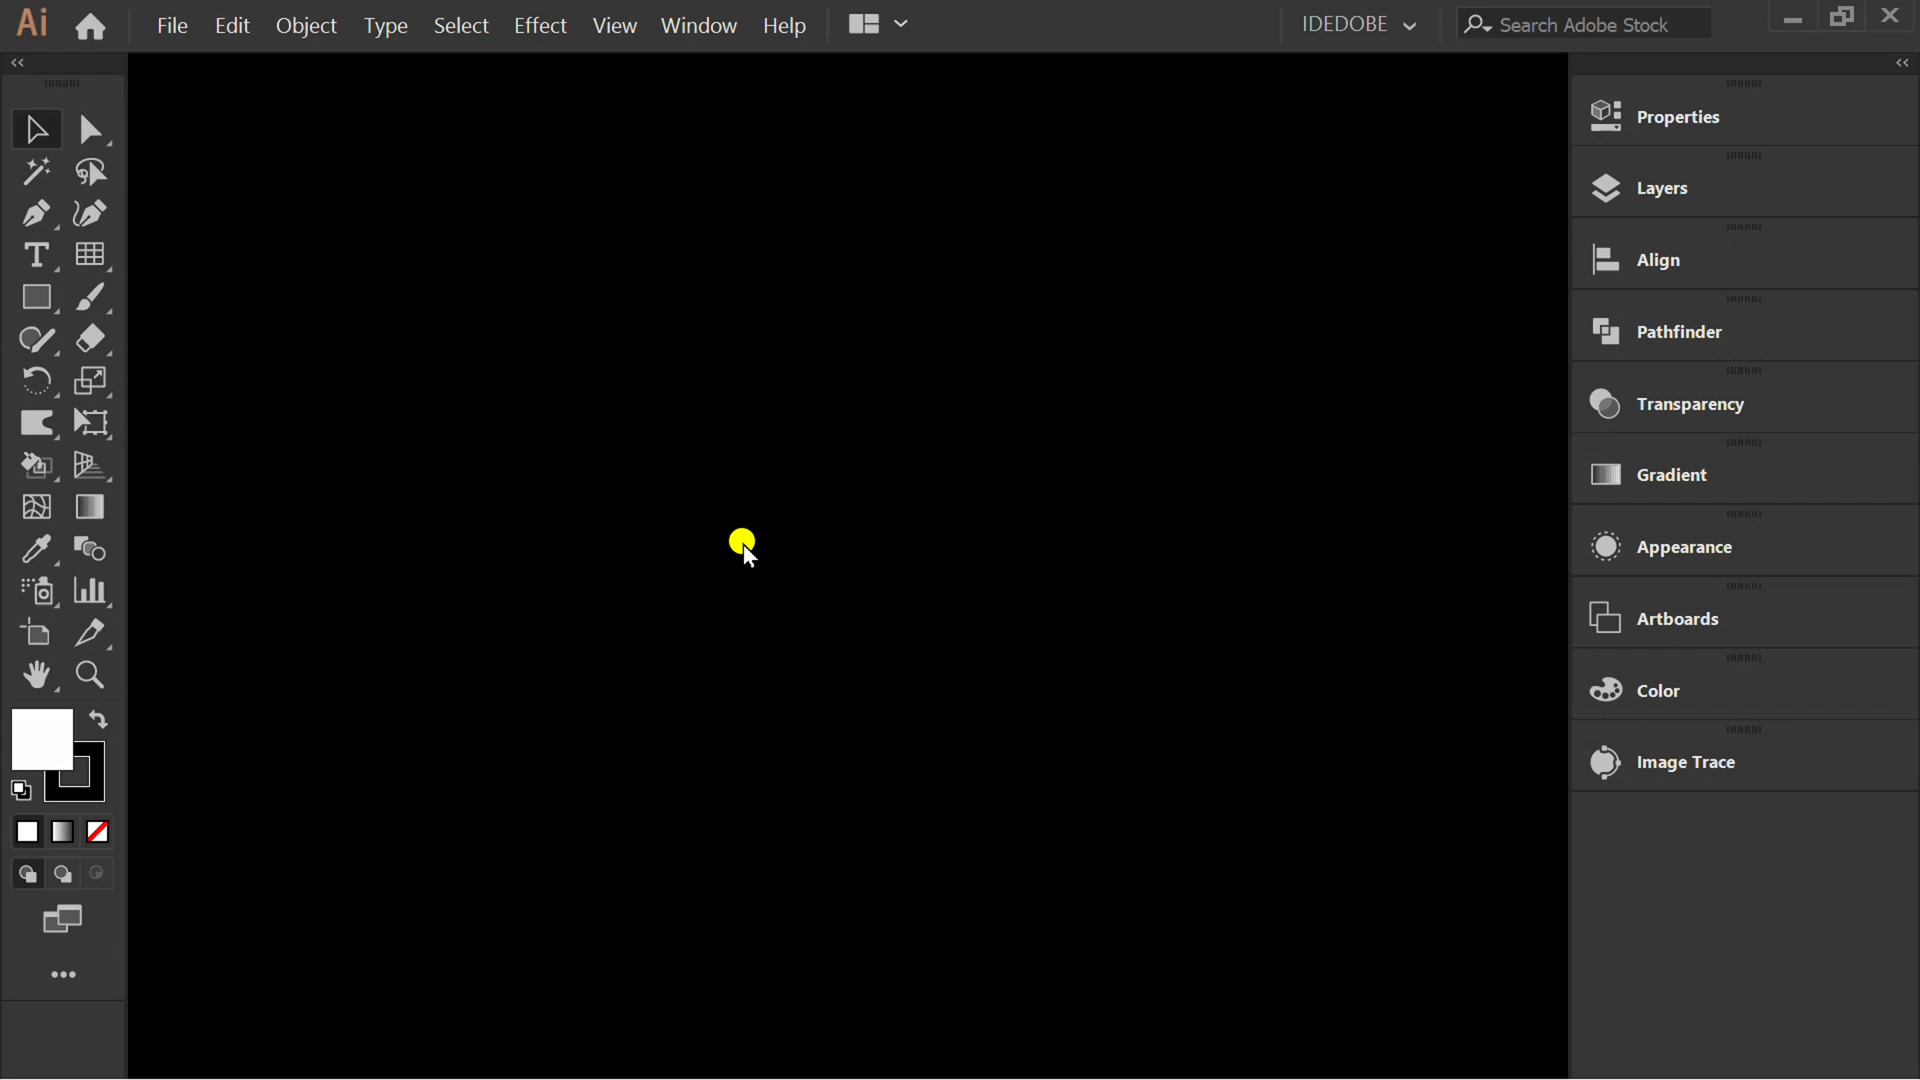 Ai
File Edit Object Type Select Effect View Window Help
IDEDOBE
Search Adobe Stock
T
Properties
Layers
Align
Pathfinder
Transparency
Gradient
Appearance
Artboards
Color
Image Trace